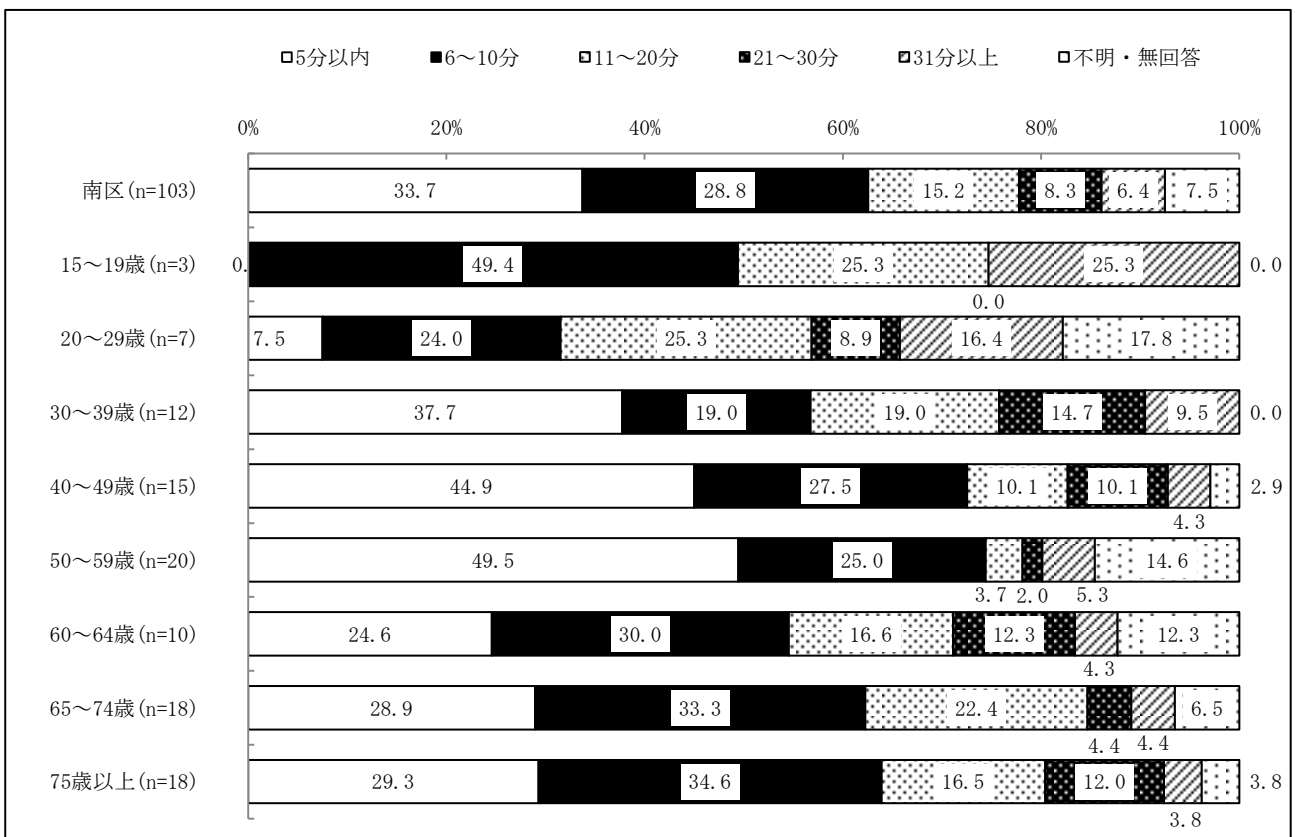 5分以内 6～10分 11～20分 21～30分 31分以上 不明・無回答
0% 20% 40% 60% 80% 100%
南区(n=103) 33.7 28.8 15.2 8.3 6.4 7.5
15～19歳(n=3) 0. 49.4 25.3 25.3 0.0
0.0
20～29歳(n=7) 7.5 24.0 25.3 8.9 16.4 17.8
30～39歳(n=12) 37.7 19.0 19.0 14.7 9.5 0.0
40～49歳(n=15) 44.9 27.5 10.1 10.1 2.9
4.3
50～59歳(n=20) 49.5 25.0 14.6
3.7 2.0 5.3
60～64歳(n=10) 24.6 30.0 16.6 12.3 12.3
4.3
65～74歳(n=18) 28.9 33.3 22.4 6.5
4.4 4.4
75歳以上(n=18) 29.3 34.6 16.5 12.0 3.8
3.8